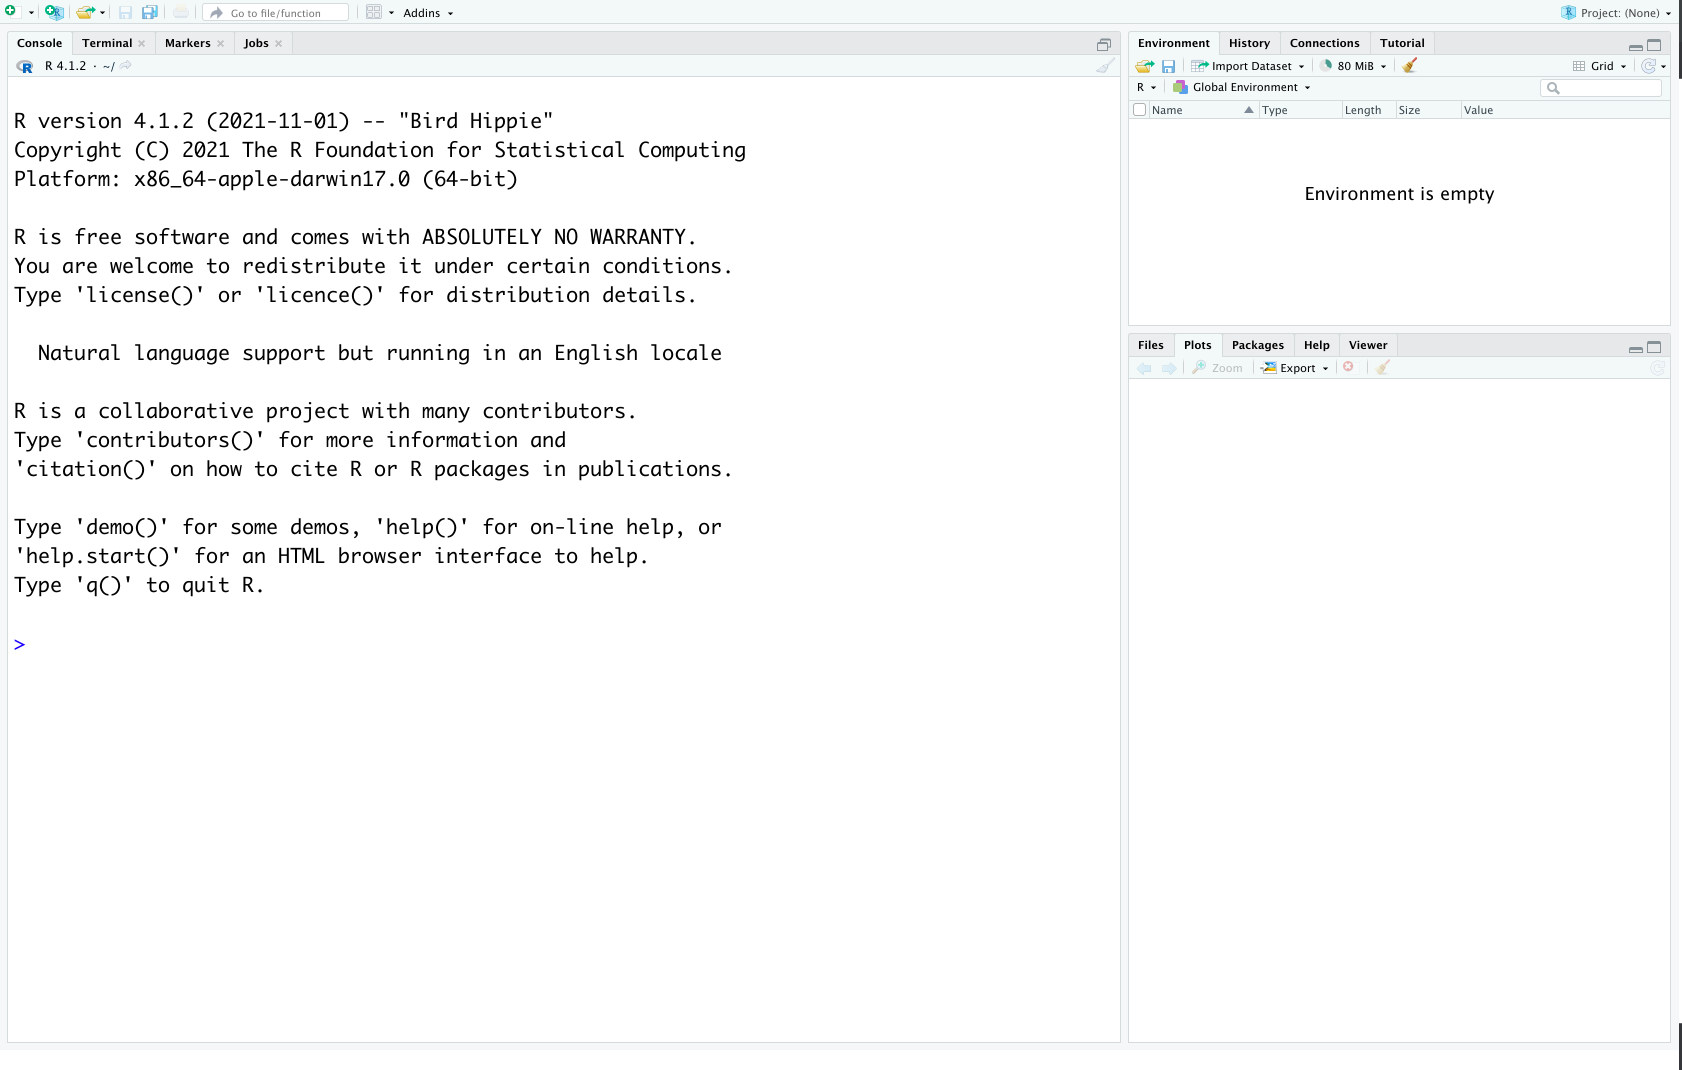 Go to file/function
Addins
Project: (None)
Console
Terminal
Markers
Jobs
R 4.1.2 · ~/
R version 4.1.2 (2021-11-01) -- "Bird Hippie"
Copyright (C) 2021 The R Foundation for Statistical Computing
Platform: x86_64-apple-darwin17.0 (64-bit)
R is free software and comes with ABSOLUTELY NO WARRANTY.
You are welcome to redistribute it under certain conditions.
Type 'license()' or 'licence()' for distribution details.
Natural language support but running in an English locale
R is a collaborative project with many contributors.
Type 'contributors()' for more information and
'citation()' on how to cite R or R packages in publications.
Type 'demo()' for some demos, 'help()' for on-line help, or
'help.start()' for an HTML browser interface to help.
Type 'q()' to quit R.
>
Environment
History
Connections
Tutorial
Import Dataset
80 MiB
Grid
R
Global Environment
Name
Type
Length
Size
Value
Environment is empty
Files
Plots
Packages
Help
Viewer
Zoom
Export